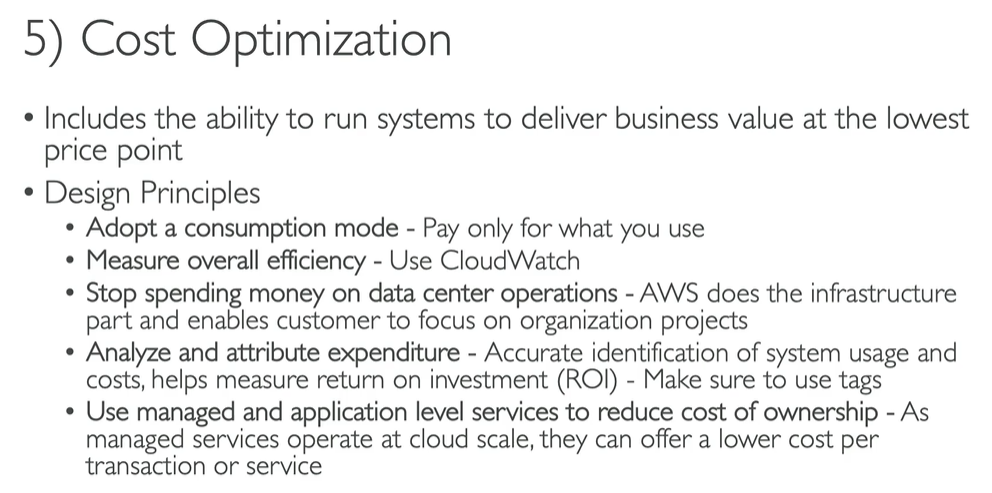 5) Cost Optimization
• Includes the ability to run systems to deliver business value at the lowest
price point
• Design Principles
• Adopt a consumption mode - Pay only for what you use
• Measure overall efficiency - Use CloudWatch
• Stop spending money on data center operations - AWS does the infrastructure
part and enables customer to focus on organization projects
• Analyze and attribute expenditure - Accurate identification of system usage and
costs, helps measure return on investment (ROI) - Make sure to use tags
• Use managed and application level services to reduce cost of ownership - As
managed services operate at cloud scale, they can offer a lower cost per
transaction or service